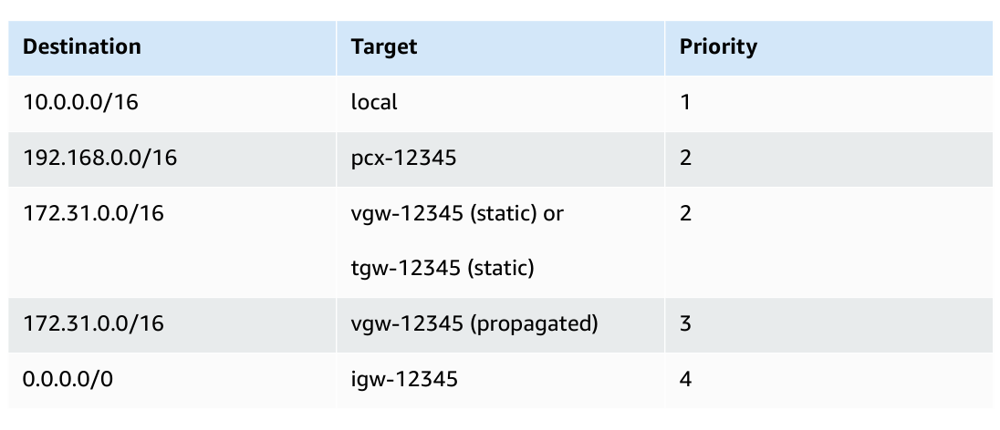 Destination Target Priority
10.0.0.0/16 local 1
192.168.0.0/16 pcx-12345 2
172.31.0.0/16 vgw-12345 (static) or 2
tgw-12345 (static)
172.31.0.0/16 vgw-12345 (propagated) 3
0.0.0.0/0 igw-12345 4